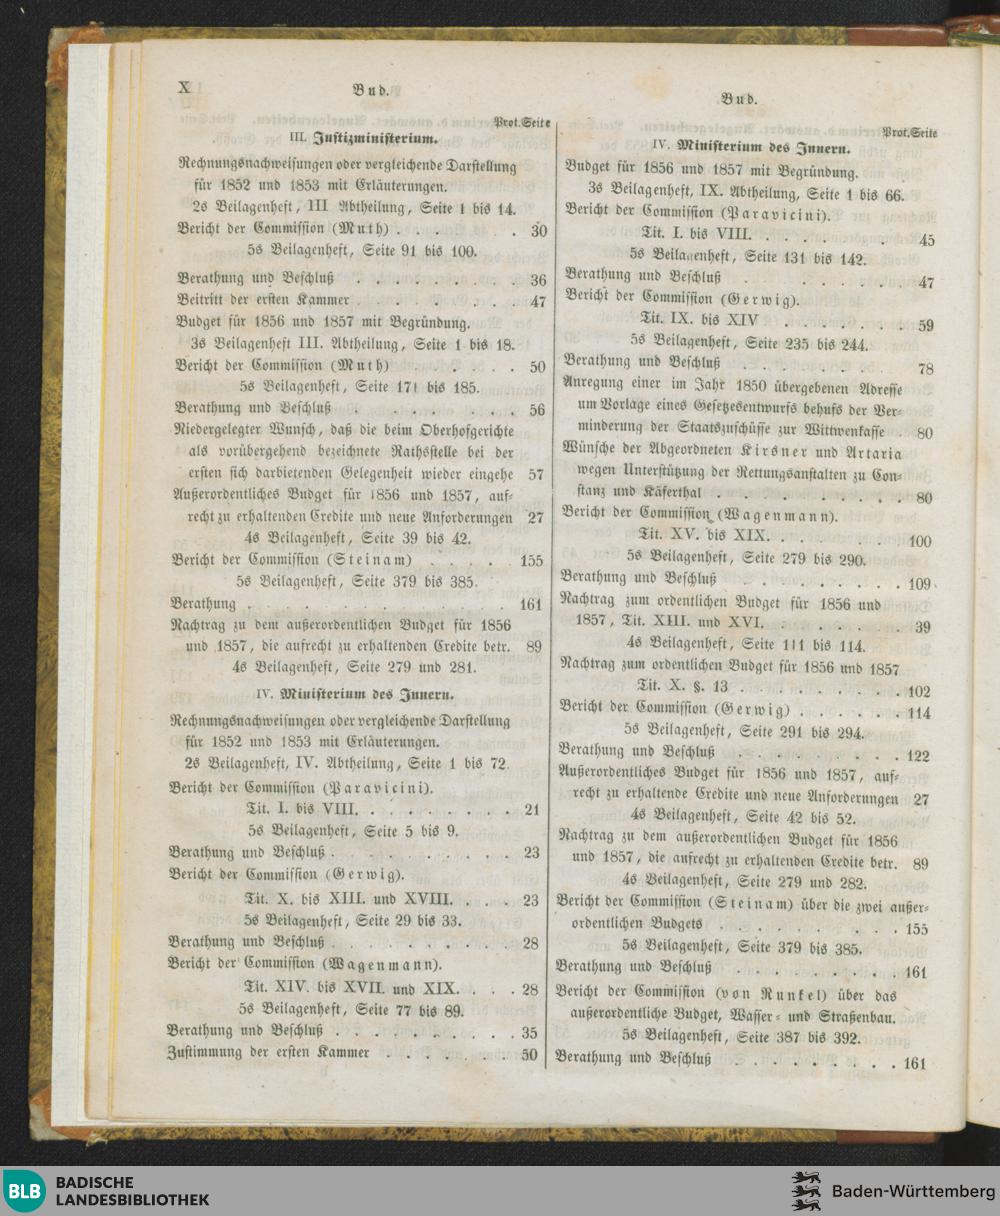 X
Bud.
Prot.Seite
III. Justizministerium.
Rechnungsnachweisungen oder vergleichende Darstellung
für 1852 und 1853 mit Erläuterungen.
2s Beilagenheft, III Abtheilung, Seite 1 bis 14.
Bericht der Commission (Muth) . . . . . . 30
5s Beilagenheft, Seite 91 bis 100.
Berathung und Beschluß . . . . . . . . 36
Beitritt der ersten Kammer . . . . . . . 47
Budget für 1856 und 1857 mit Begründung.
3s Beilagenheft III. Abtheilung, Seite 1 bis 18.
Bericht der Commission (Muth) . . . . . . 50
5s Beilagenheft, Seite 171 bis 185.
Berathung und Beschluß . . . . . . . . 56
Niedergelegter Wunsch, daß die beim Oberhofgerichte
als vorübergehend bezeichnete Rathsstelle bei der
ersten sich darbietenden Gelegenheit wieder eingehe 57
Außerordentliches Budget für 1856 und 1857, auf-
recht zu erhaltenden Credite und neue Anforderungen 27
4s Beilagenheft, Seite 39 bis 42.
Bericht der Commission (Steinam) . . . . . 155
5s Beilagenheft, Seite 379 bis 385.
Berathung . . . . . . . . . . . . 161
Nachtrag zu dem außerordentlichen Budget für 1856
und 1857, die aufrecht zu erhaltenden Credite betr. 89
4s Beilagenheft, Seite 279 und 281.
IV. Ministerium des Innern.
Rechnungsnachweisungen oder vergleichende Darstellung
für 1852 und 1853 mit Erläuterungen.
2s Beilagenheft, IV. Abtheilung, Seite 1 bis 72.
Bericht der Commission (Paravicini).
Tit. I. bis VIII. . . . . . . . . 21
5s Beilagenheft, Seite 5 bis 9.
Berathung und Beschluß . . . . . . . . 23
Bericht der Commission (Gerwig).
Tit. X. bis XIII. und XVIII. . . . 23
5s Beilagenheft, Seite 29 bis 33.
Berathung und Beschluß . . . . . . . . 28
Bericht der Commission (Wagenmann).
Tit. XIV. bis XVII. und XIX. . . . 28
5s Beilagenheft, Seite 77 bis 89.
Berathung und Beschluß . . . . . . . . 35
Zustimmung der ersten Kammer . . . . . . 50
Bud.
Prot.Seite
IV. Ministerium des Innern.
Budget für 1856 und 1857 mit Begründung.
3s Beilagenheft, IX. Abtheilung, Seite 1 bis 66.
Bericht der Commission (Paravicini).
Tit. I. bis VIII. . . . . . . . 45
5s Beilagenheft, Seite 131 bis 142.
Berathung und Beschluß . . . . . . . . 47
Bericht der Commission (Gerwig).
Tit. IX. bis XIV . . . . . . . 59
5s Beilagenheft, Seite 235 bis 244.
Berathung und Beschluß . . . . . . . . 78
Anregung einer im Jahr 1850 übergebenen Adresse
um Vorlage eines Gesetzesentwurfs behufs der Ver-
minderung der Staatszuschüsse zur Wittwenkasse . 80
Wünsche der Abgeordneten Kirsner und Artaria
wegen Unterstützung der Rettungsanstalten zu Con-
stanz und Käferthal . . . . . . . . . 80
Bericht der Commission (Wagenmann).
Tit. XV. bis XIX. . . . . . . . 100
5s Beilagenheft, Seite 279 bis 290.
Berathung und Beschluß . . . . . . . . 109
Nachtrag zum ordentlichen Budget für 1856 und
1857, Tit. XIII. und XVI. . . . . . . 39
4s Beilagenheft, Seite 111 bis 114.
Nachtrag zum ordentlichen Budget für 1856 und 1857
Tit. X. §. 13 . . . . . . . . 102
Bericht der Commission (Gerwig) . . . . . 114
5s Beilagenheft, Seite 291 bis 294.
Berathung und Beschluß . . . . . . . . 122
Außerordentliches Budget für 1856 und 1857, auf-
recht zu erhaltende Credite und neue Anforderungen 27
4s Beilagenheft, Seite 42 bis 52.
Nachtrag zu dem außerordentlichen Budget für 1856
und 1857, die aufrecht zu erhaltenden Credite betr. 89
4s Beilagenheft, Seite 279 und 282.
Bericht der Commission (Steinam) über die zwei außer-
ordentlichen Budgets . . . . . . . . 155
5s Beilagenheft, Seite 379 bis 385.
Berathung und Beschluß . . . . . . . . 161
Bericht der Commission (von Runkel) über das
außerordentliche Budget, Wasser- und Straßenbau.
5s Beilagenheft, Seite 387 bis 392.
Berathung und Beschluß . . . . . . . . 161
BLB
BADISCHE
LANDESBIBLIOTHEK
Baden-Württemberg